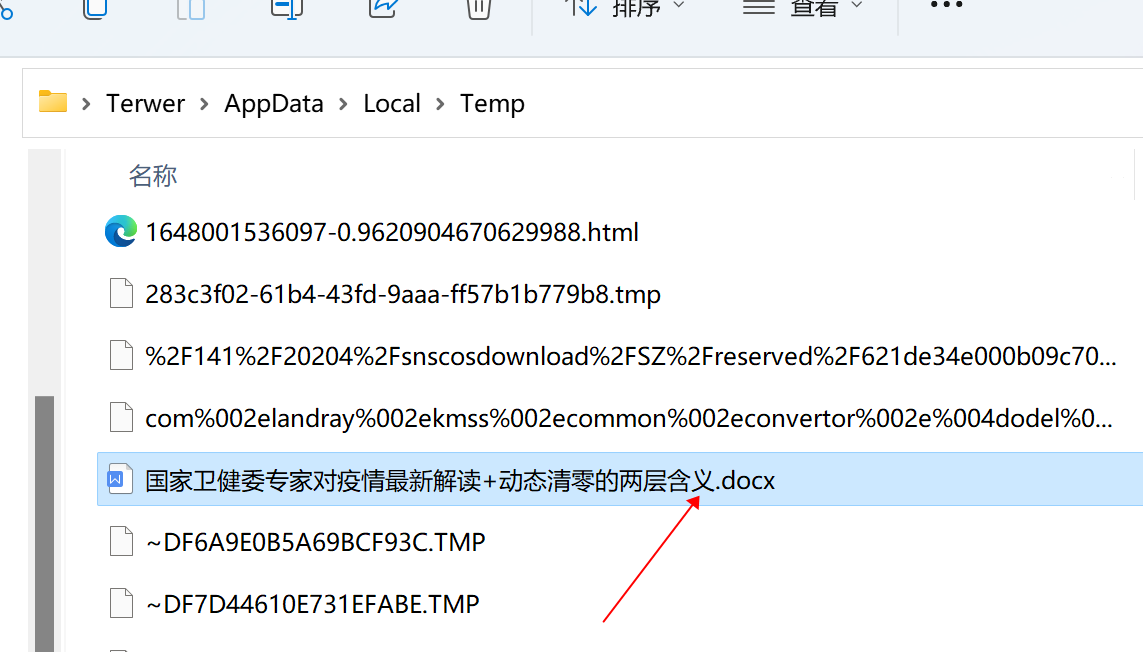 排序 查看 •••
Terwer > AppData > Local > Temp
名称
1648001536097-0.9620904670629988.html
283c3f02-61b4-43fd-9aaa-ff57b1b779b8.tmp
%2F141%2F20204%2Fsnscosdownload%2FSZ%2Freserved%2F621de34e000b09c70...
com%002elandray%002ekmss%002ecommon%002econvertor%002e%004dodel%0...
国家卫健委专家对疫情最新解读+动态清零的两层含义.docx
~DF6A9E0B5A69BCF93C.TMP
~DF7D44610E731EFABE.TMP